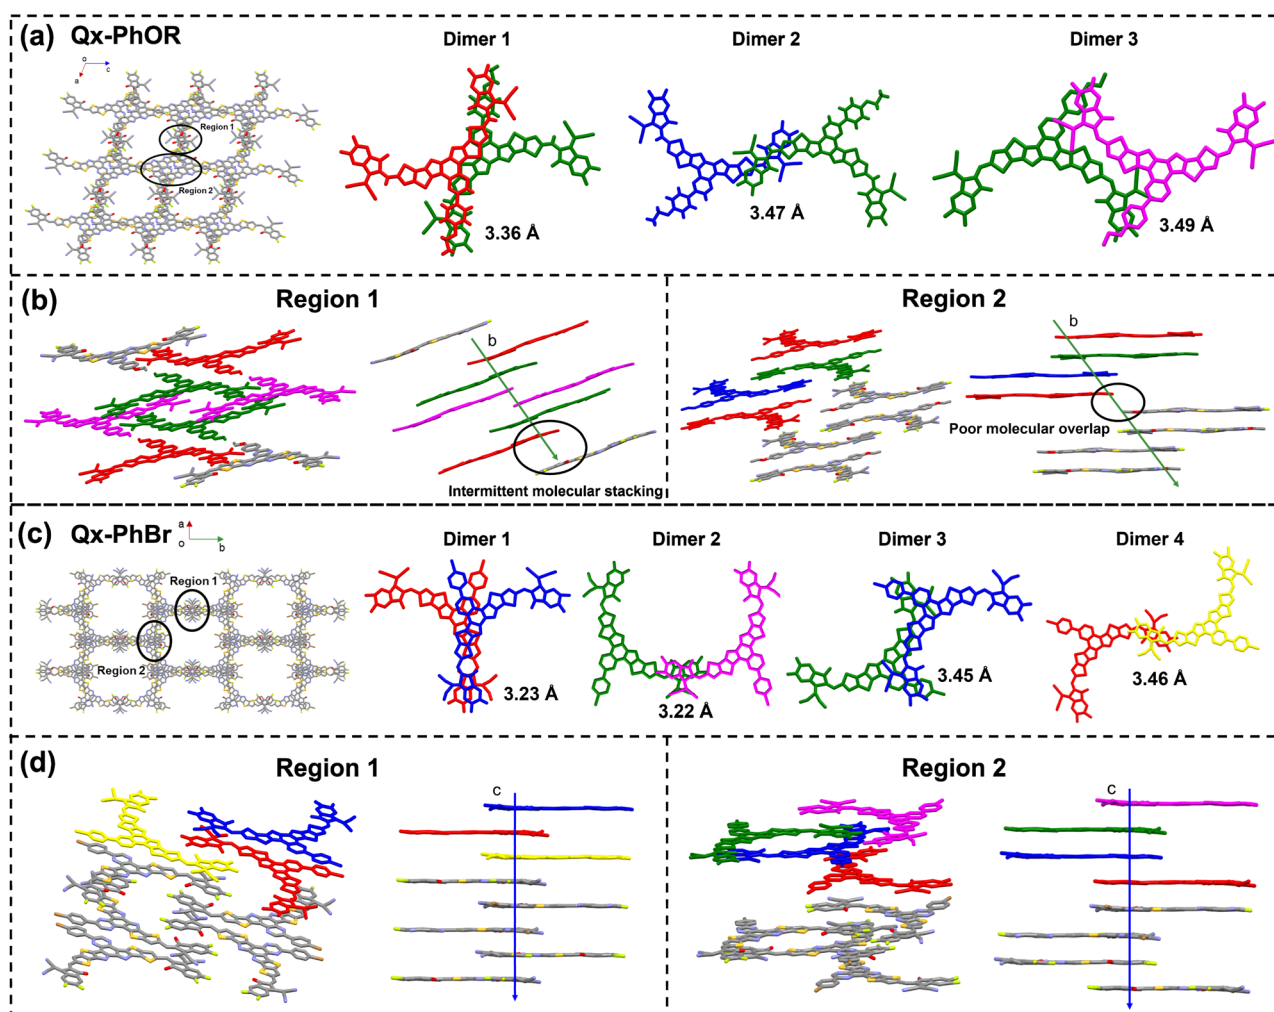 (a) Qx-PhOR
Dimer 1
Dimer 2
Dimer 3
o
c
a
Region 1
Region 2
3.36 Å
3.47 Å
3.49 Å
(b)
Region 1
Region 2
b
b
Poor molecular overlap
Intermittent molecular stacking
(c) Qx-PhBr
a
o
b
Dimer 1
Dimer 2
Dimer 3
Dimer 4
Region 1
Region 2
3.23 Å
3.22 Å
3.45 Å
3.46 Å
(d)
Region 1
Region 2
c
c